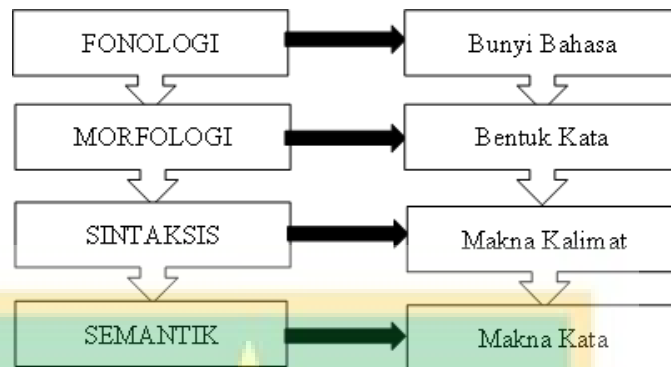 FONOLOGI Bunyi Bahasa
MORFOLOGI Bentuk Kata
SINTAKSIS Makna Kalimat
SEMANTIK Makna Kata